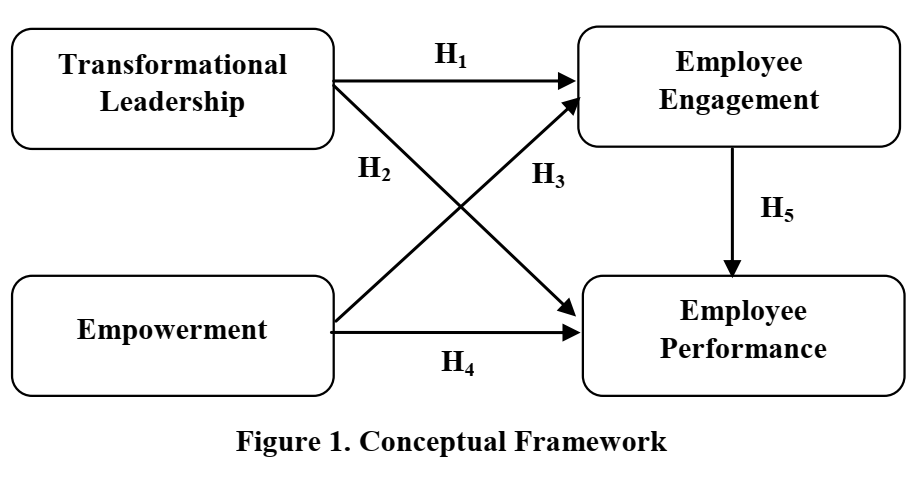 Transformational
Leadership
H₁
Employee
Engagement
H₂
H₃
H₅
Empowerment
H₄
Employee
Performance
Figure 1. Conceptual Framework